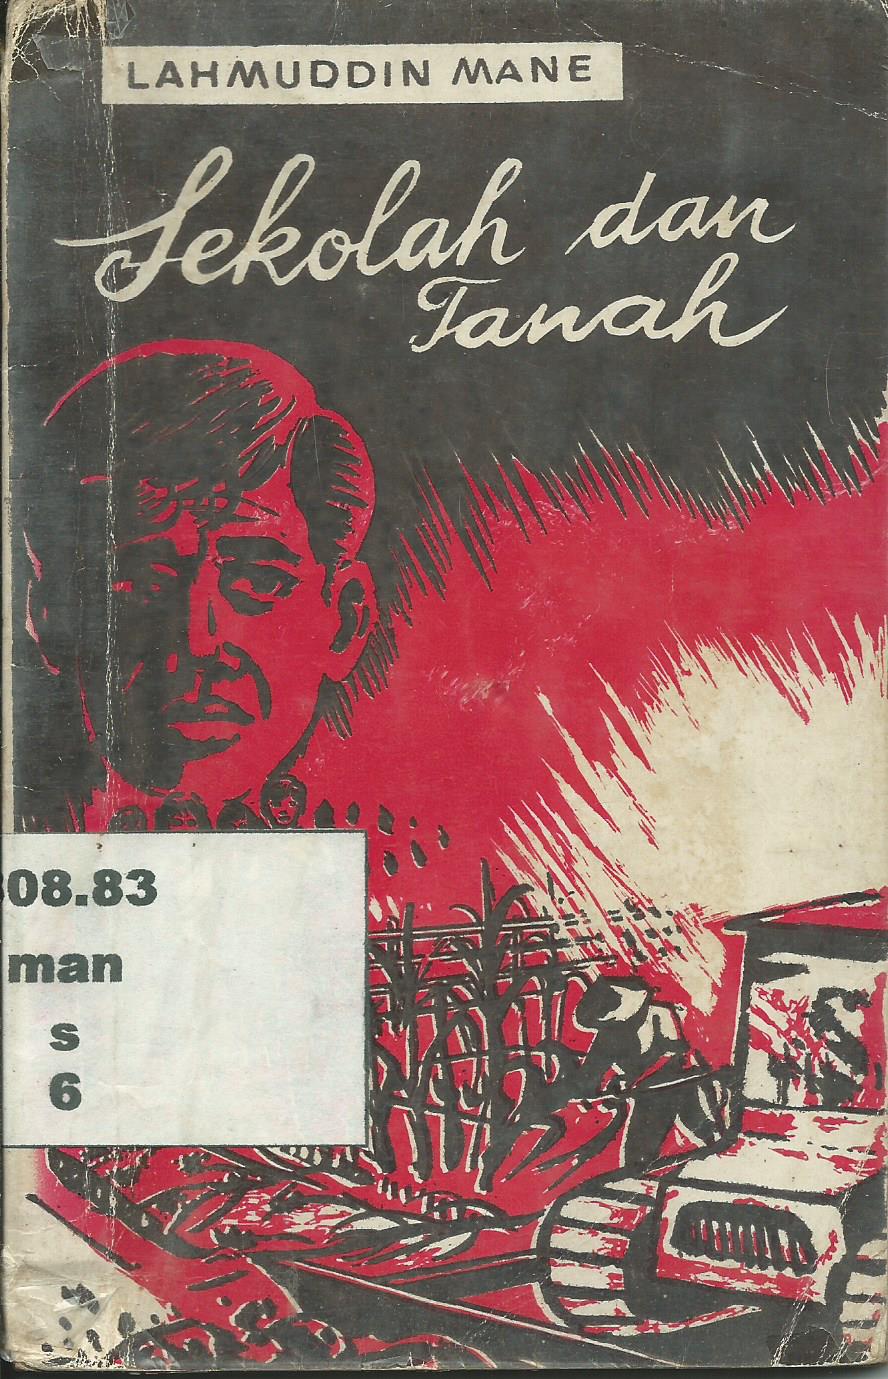 LAHMUDDIN MANE
Sekolah dan
Tanah
08.83
man
s
6